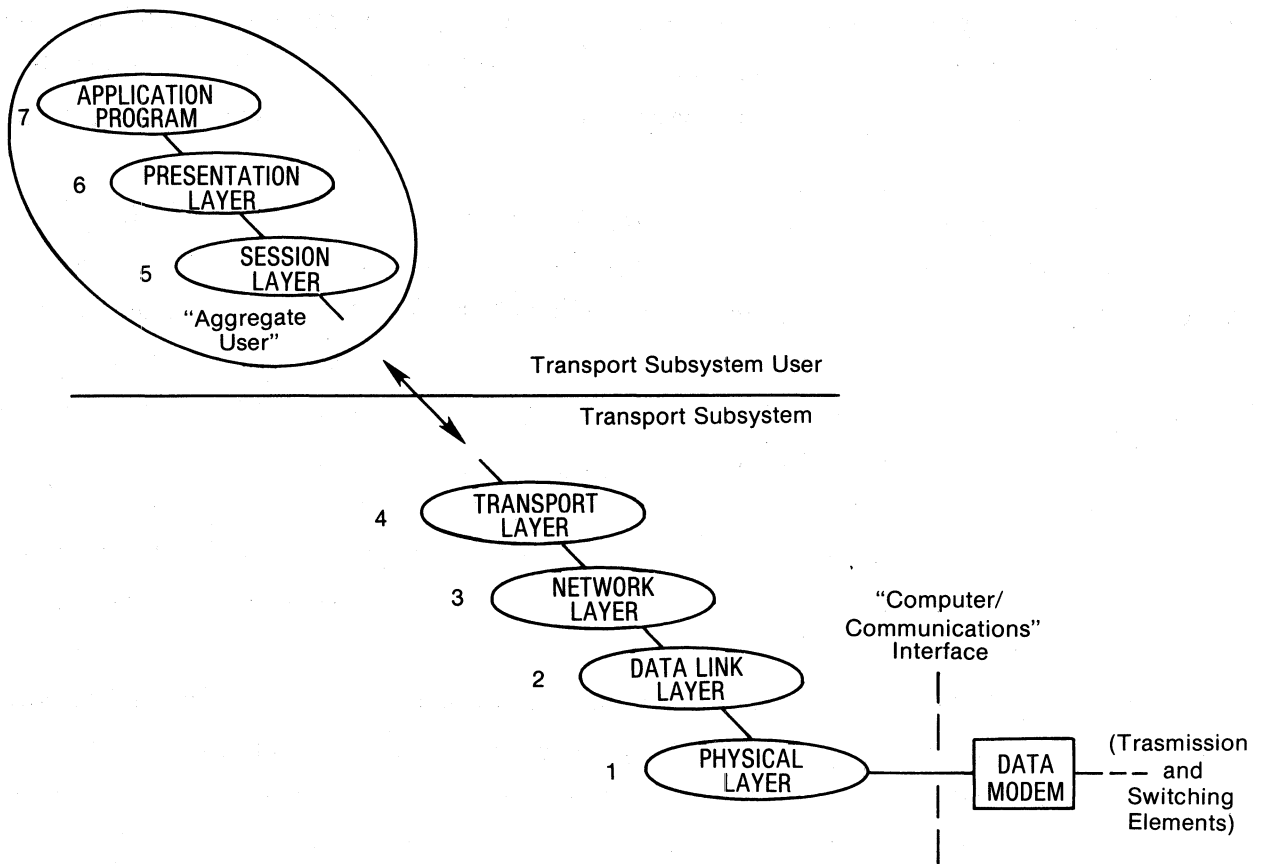 APPLICATION
PROGRAM
7
PRESENTATION
LAYER
6
SESSION
LAYER
5
“Aggregate
User”
Transport Subsystem User
Transport Subsystem
TRANSPORT
LAYER
4
NETWORK
LAYER
3
“Computer/
Communications”
Interface
DATA LINK
LAYER
2
PHYSICAL
LAYER
1
DATA
MODEM
(Trasmission
and
Switching
Elements)